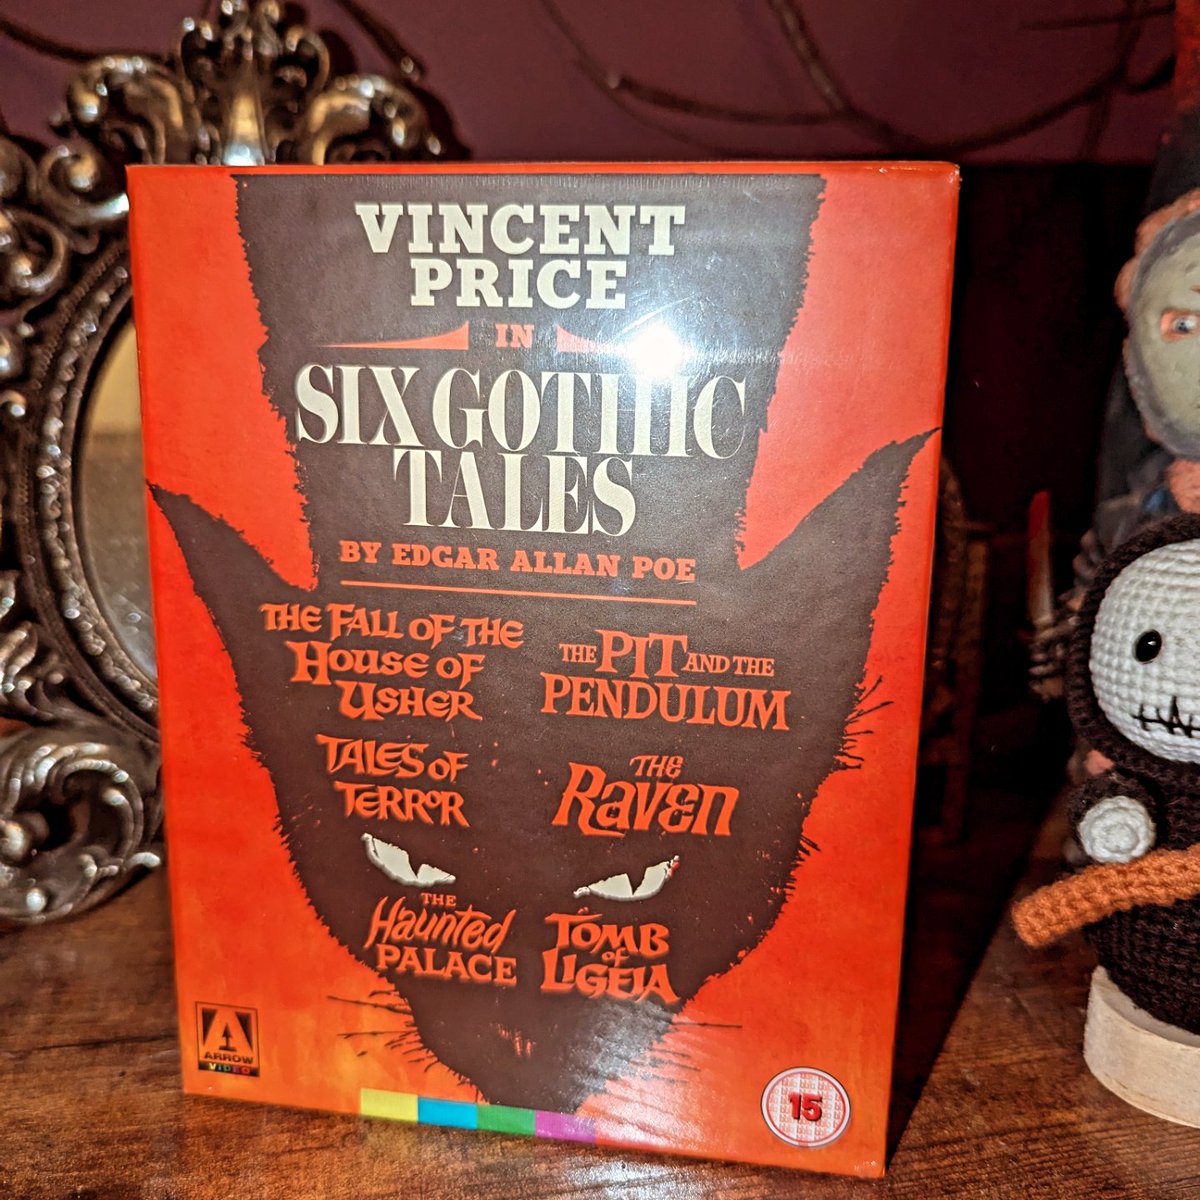 VINCENT
PRICE
IN
SIX GOTHIC
TALES
BY EDGAR ALLAN POE
THE FALL OF THE
HOUSE OF
USHER
THE PIT AND THE
PENDULUM
TALES OF
TERROR
THE
RAVEN
THE
Haunted
PALACE
TOMB
of
LIGEIA
ARROW
VIDEO
15